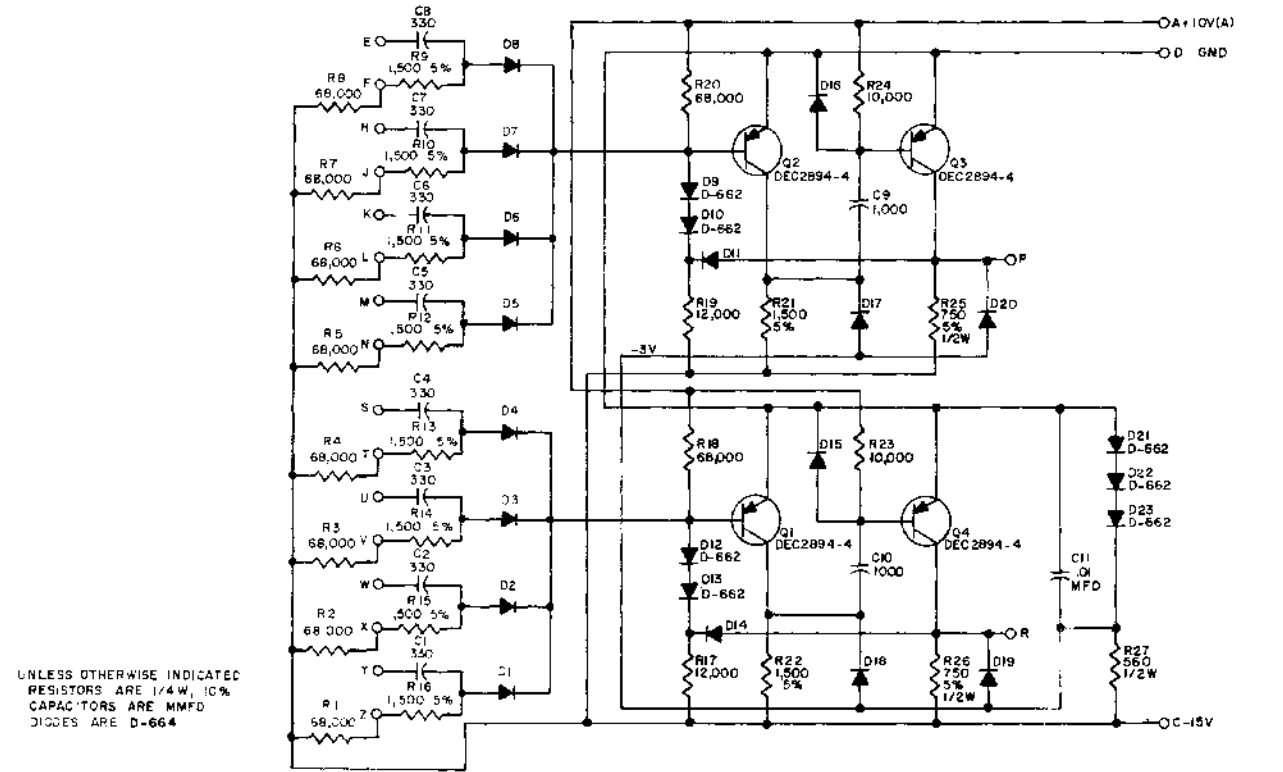 C8
330
E
D8
R9
1,500 5%
F
R8
68,000
C7
330
H
D7
R10
1,500 5%
J
R7
68,000
C6
330
K
D6
R11
1,500 5%
L
R6
68,000
C5
330
M
D5
R12
,500 5%
N
R5
68,000
C4
330
S
D4
R13
1,500 5%
T
R4
68,000
C3
330
U
D3
R14
1,500 5%
V
R3
68,000
C2
330
W
D2
R15
,500 5%
X
R2
68 000
C1
330
Y
D1
R16
1,500 5%
Z
R1
68,000
A+10V(A)
D GND
R20
68,000
D16
R24
10,000
Q2
DEC2894-4
Q3
DEC2894-4
D9
D-662
D10
D-662
C9
1,000
D11
P
R19
12,000
R21
1,500
5%
D17
R25
750
5%
1/2W
D20
-3V
R18
68,000
D15
R23
10,000
D21
D-662
D22
D-662
D23
D-662
Q1
DEC2894-4
Q4
DEC2894-4
D12
D-662
D13
D-662
C10
1000
C11
.01
MFD
D14
R
R17
12,000
R22
1,500
5%
D18
R26
750
5%
1/2W
D19
R27
560
1/2W
C-15V
UNLESS OTHERWISE INDICATED
RESISTORS ARE 1/4W, 10%
CAPACITORS ARE MMFD
DIODES ARE D-664